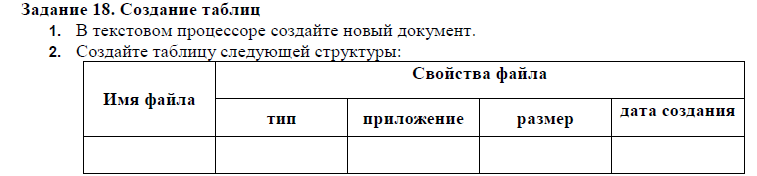 Задание 18. Создание таблиц
1. В текстовом процессоре создайте новый документ.
2. Создайте таблицу следующей структуры:
Имя файла
Свойства файла
тип
приложение
размер
дата создания